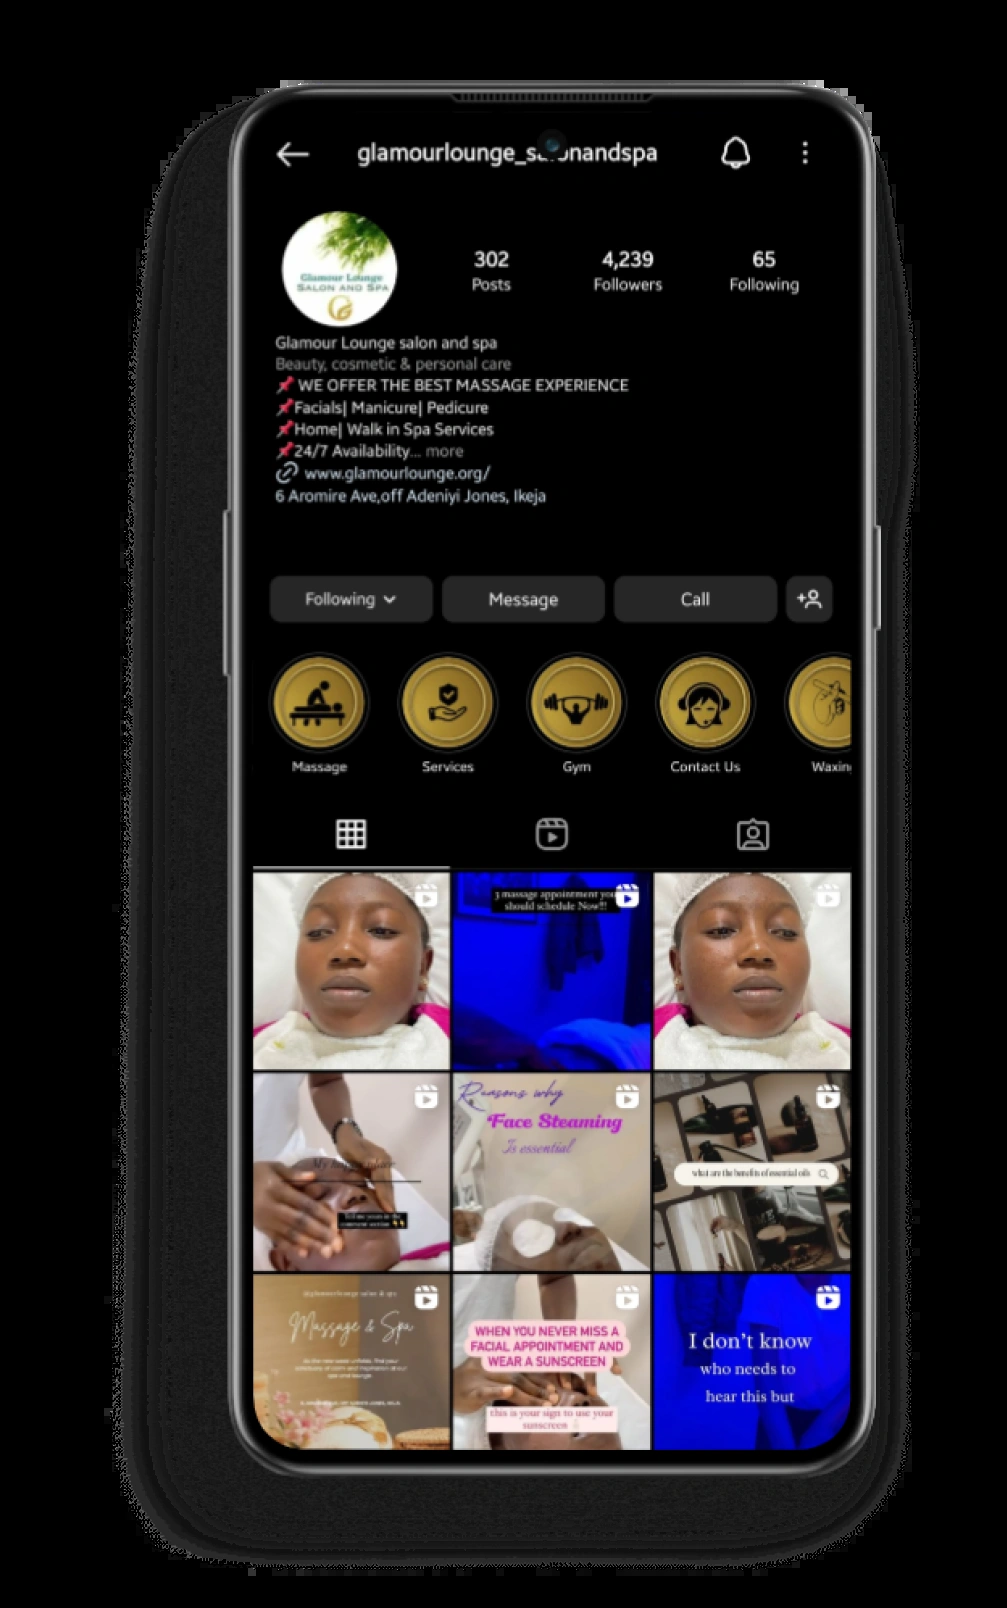 glamourlounge_salonandspa
Glamour Lounge
SALON AND SPA
302
4,239
65
Posts
Followers
Following
Glamour Lounge salon and spa
Beauty, cosmetic & personal care
📌 WE OFFER THE BEST MASSAGE EXPERIENCE
📌Facials| Manicure| Pedicure
📌Home| Walk in Spa Services
📌24/7 Availability... more
www.glamourlounge.org/
6 Aromire Ave,off Adeniyi Jones, Ikeja
Following
Message
Call
Massage
Services
Gym
Contact Us
Waxin
3 massage appointment you
should schedule Now!!!
Reasons why
Face Steaming
Is essential
what are the benefits of essential oils
Massage & Spa
WHEN YOU NEVER MISS A
FACIAL APPOINTMENT AND
WEAR A SUNSCREEN
this is your sign to use your
sunscreen
I don't know
who needs to
hear this but